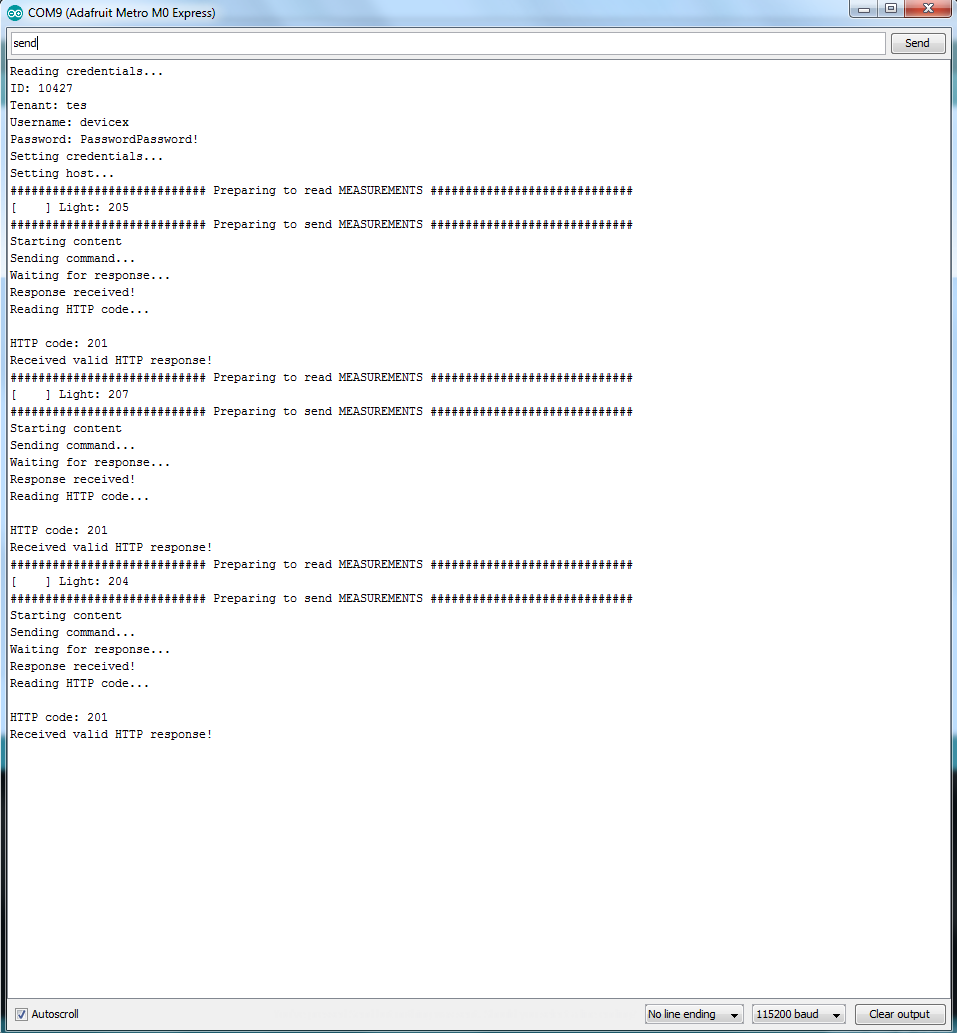 COM9 (Adafruit Metro M0 Express)
send
Send
Reading credentials...
ID: 10427
Tenant: tes
Username: devicex
Password: PasswordPassword!
Setting credentials...
Setting host...
############################ Preparing to read MEASUREMENTS #############################
[    ] Light: 205
############################ Preparing to send MEASUREMENTS #############################
Starting content
Sending command...
Waiting for response...
Response received!
Reading HTTP code...

HTTP code: 201
Received valid HTTP response!
############################ Preparing to read MEASUREMENTS #############################
[    ] Light: 207
############################ Preparing to send MEASUREMENTS #############################
Starting content
Sending command...
Waiting for response...
Response received!
Reading HTTP code...

HTTP code: 201
Received valid HTTP response!
############################ Preparing to read MEASUREMENTS #############################
[    ] Light: 204
############################ Preparing to send MEASUREMENTS #############################
Starting content
Sending command...
Waiting for response...
Response received!
Reading HTTP code...

HTTP code: 201
Received valid HTTP response!
Autoscroll
No line ending
115200 baud
Clear output